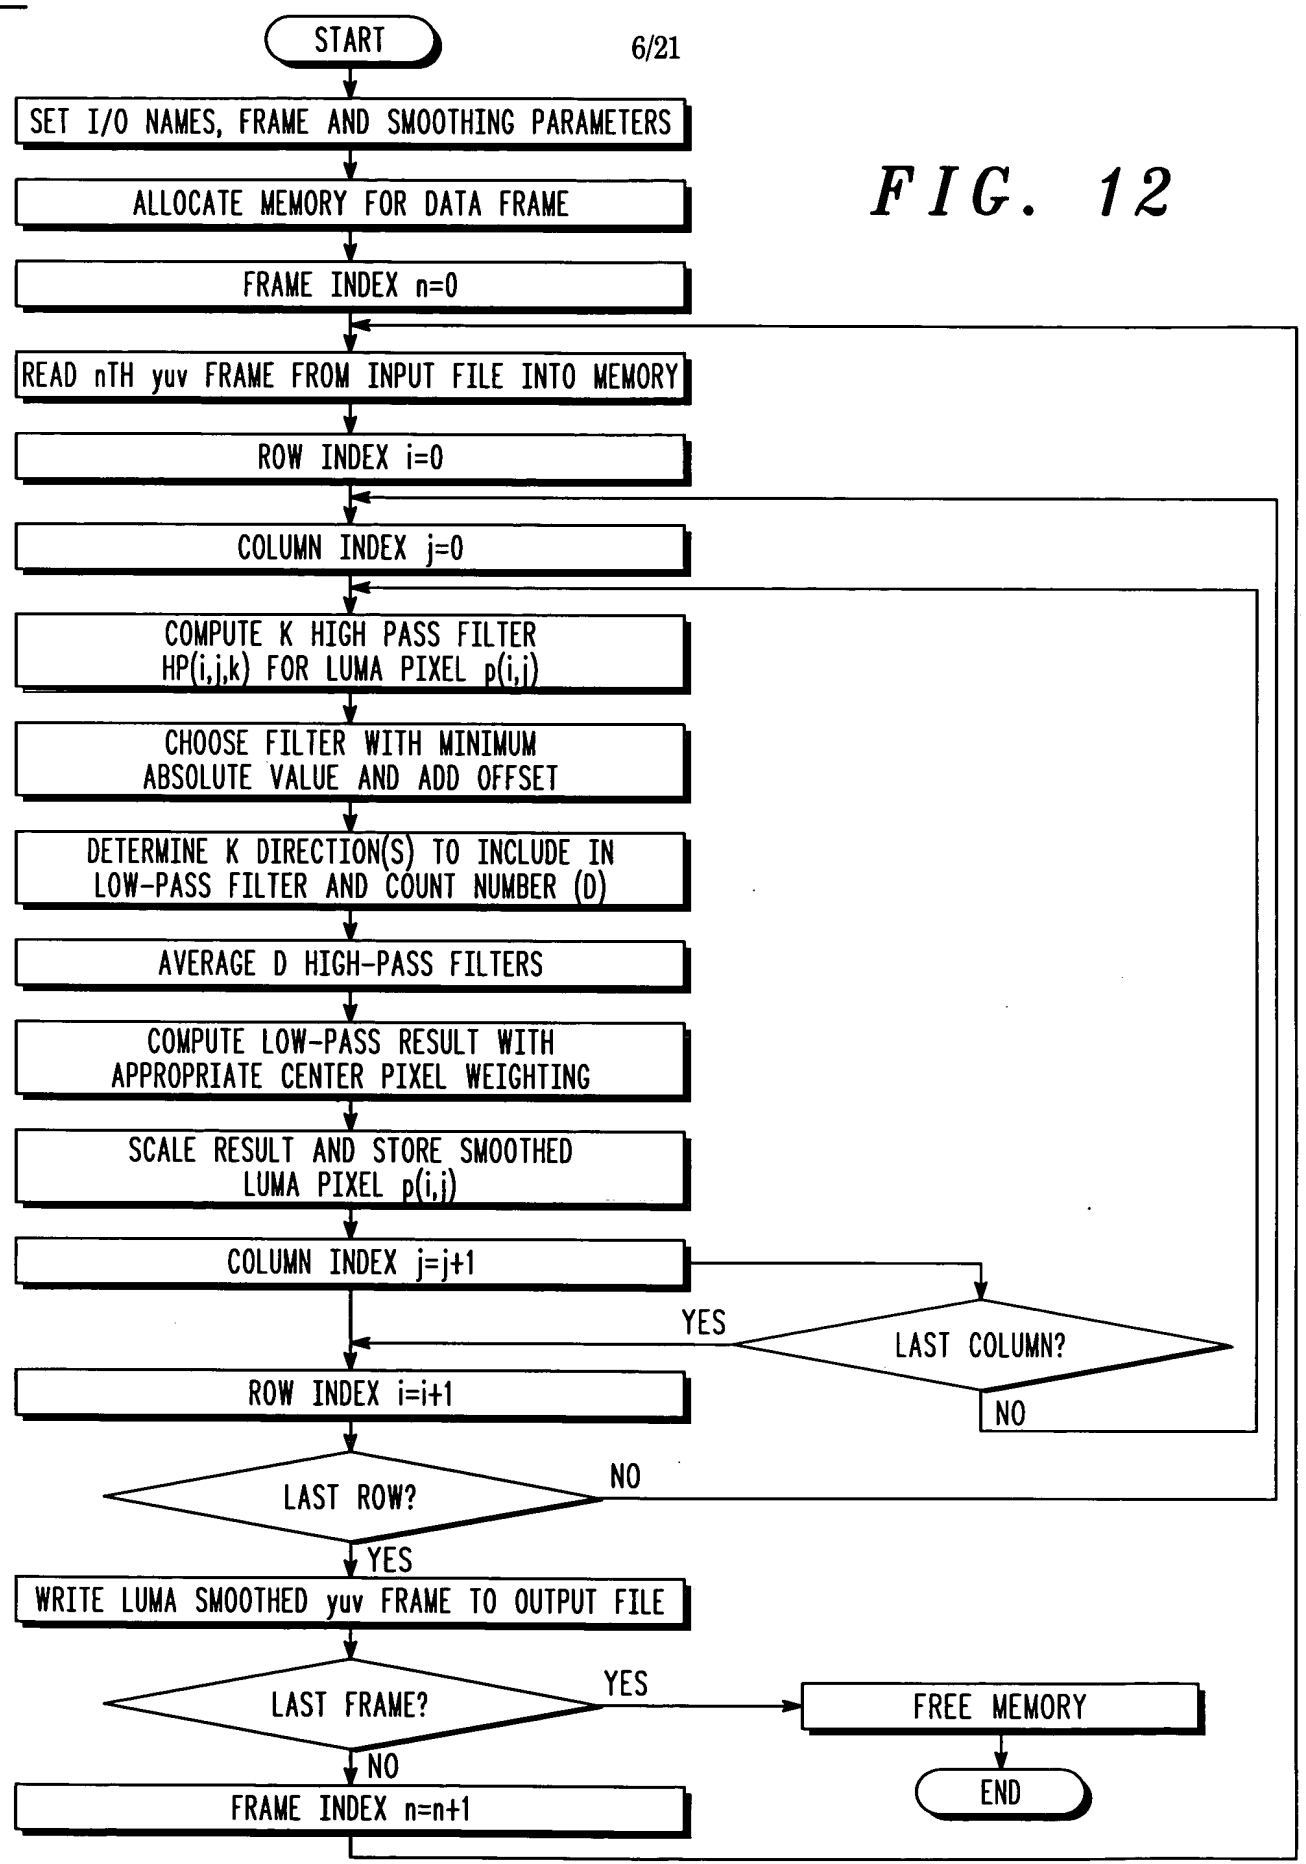 START
6/21
SET I/O NAMES, FRAME AND SMOOTHING PARAMETERS
FIG. 12
ALLOCATE MEMORY FOR DATA FRAME
FRAME INDEX n=0
READ nTH yuv FRAME FROM INPUT FILE INTO MEMORY
ROW INDEX i=0
COLUMN INDEX j=0
COMPUTE K HIGH PASS FILTER
HP(i,j,k) FOR LUMA PIXEL p(i,j)
CHOOSE FILTER WITH MINIMUM
ABSOLUTE VALUE AND ADD OFFSET
DETERMINE K DIRECTION(S) TO INCLUDE IN
LOW-PASS FILTER AND COUNT NUMBER (D)
AVERAGE D HIGH-PASS FILTERS
COMPUTE LOW-PASS RESULT WITH
APPROPRIATE CENTER PIXEL WEIGHTING
SCALE RESULT AND STORE SMOOTHED
LUMA PIXEL p(i,j)
COLUMN INDEX j=j+1
YES
LAST COLUMN?
NO
ROW INDEX i=i+1
LAST ROW?
NO
YES
WRITE LUMA SMOOTHED yuv FRAME TO OUTPUT FILE
LAST FRAME?
YES
FREE MEMORY
NO
END
FRAME INDEX n=n+1